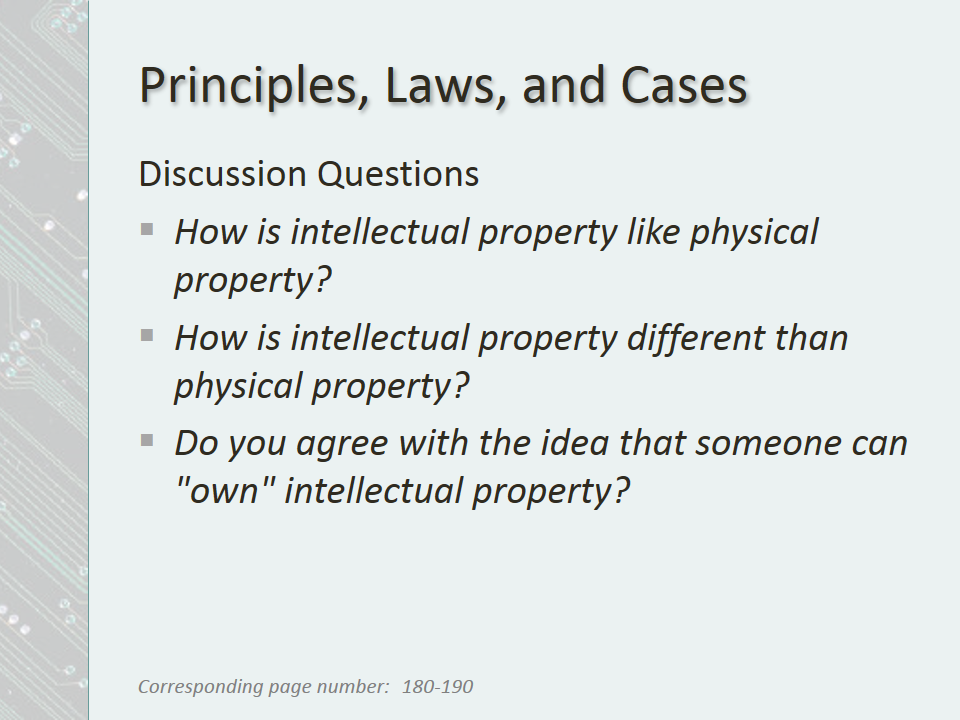 Principles, Laws, and Cases
Discussion Questions
▪ How is intellectual property like physical
property?
▪ How is intellectual property different than
physical property?
▪ Do you agree with the idea that someone can
"own" intellectual property?
Corresponding page number: 180-190